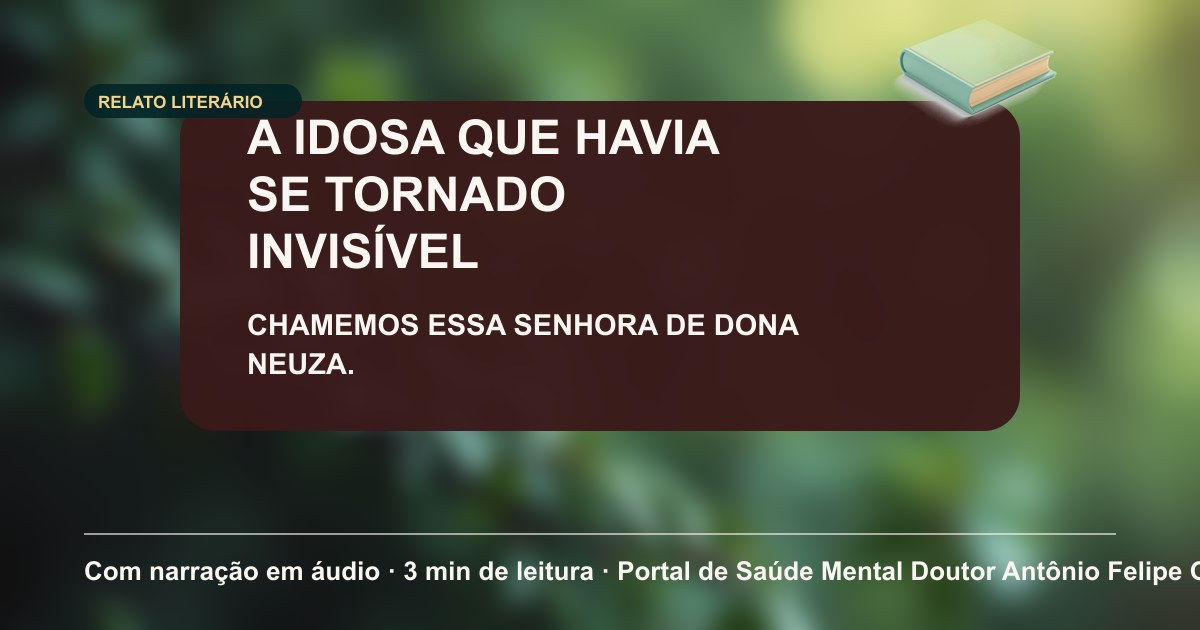 RELATO LITERÁRIO
A IDOSA QUE HAVIA
SE TORNADO
INVISÍVEL
CHAMEMOS ESSA SENHORA DE DONA
NEUZA.
Com narração em áudio · 3 min de leitura · Portal de Saúde Mental Doutor Antônio Felipe